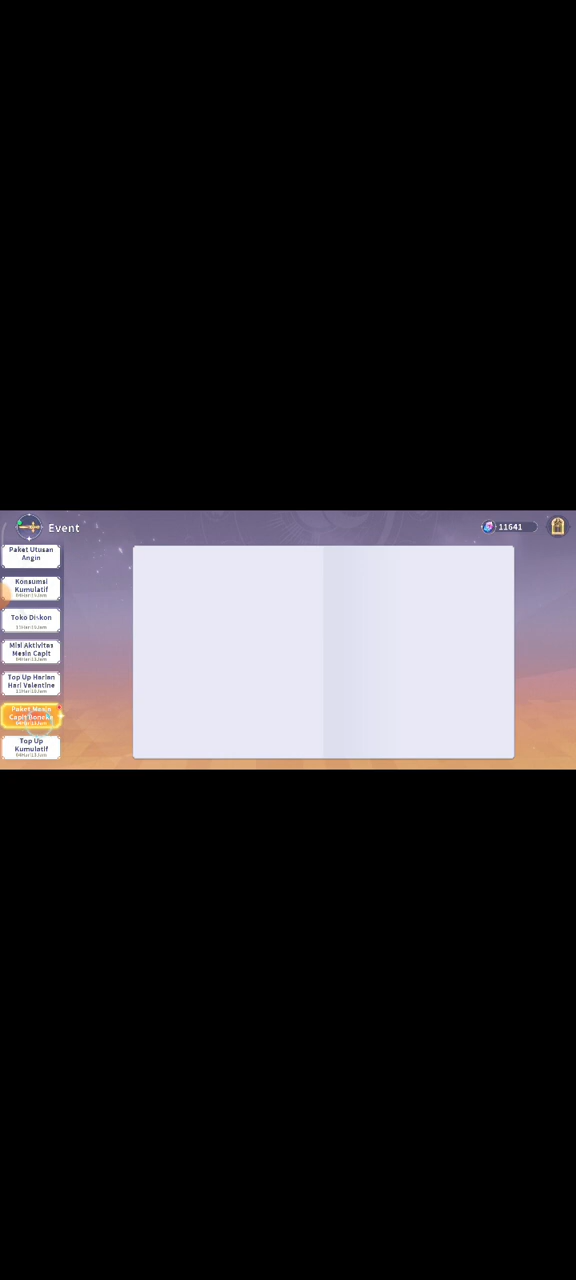 Event
11641
Paket Utusan
Angin
Konsumsi
Kumulatif
Toko Diskon
Misi Aktivitas
Mesin Capit
Top Up Harian
Hari Valentine
Paket Mesin
Capit Boneka
Top Up
Kumulatif